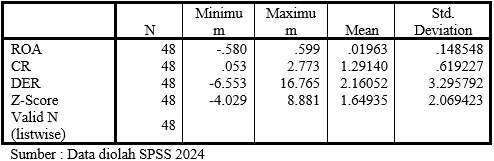 N Minimu m Maximu m Mean Std. Deviation
ROA 48 -.580 .599 .01963 .148548
CR 48 .053 2.773 1.29140 .619227
DER 48 -6.553 16.765 2.16052 3.295792
Z-Score 48 -4.029 8.881 1.64935 2.069423
Valid N (listwise) 48
Sumber : Data diolah SPSS 2024